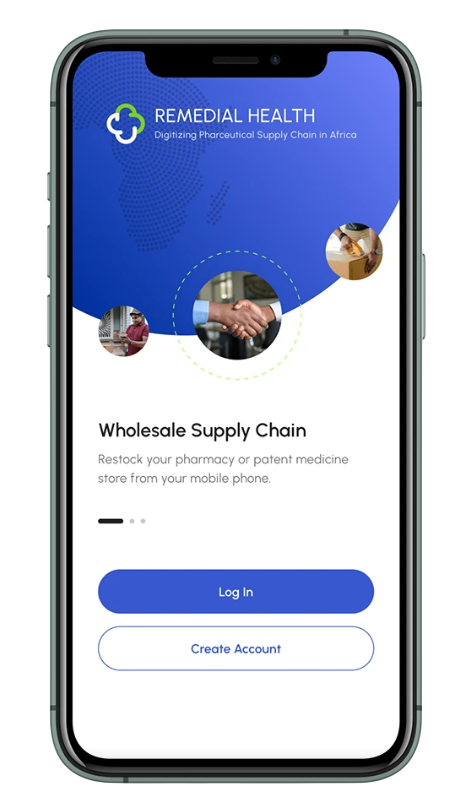 REMEDIAL HEALTH
Digitizing Pharceutical Supply Chain in Africa
Wholesale Supply Chain
Restock your pharmacy or patent medicine
store from your mobile phone.
Log In
Create Account